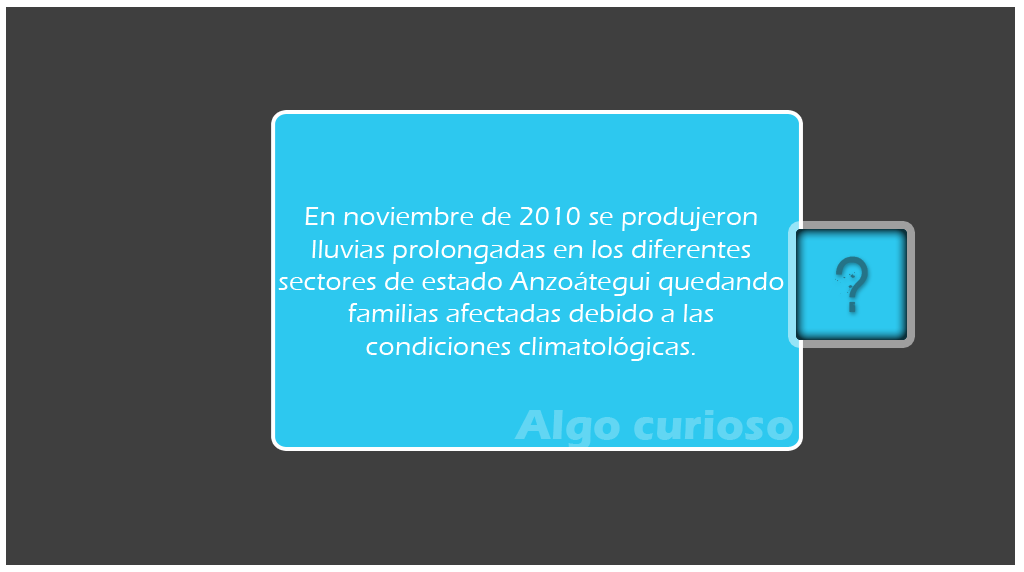 En noviembre de 2010 se produjeron
lluvias prolongadas en los diferentes
sectores de estado Anzoátegui quedando
familias afectadas debido a las
condiciones climatológicas.
?
Algo curioso